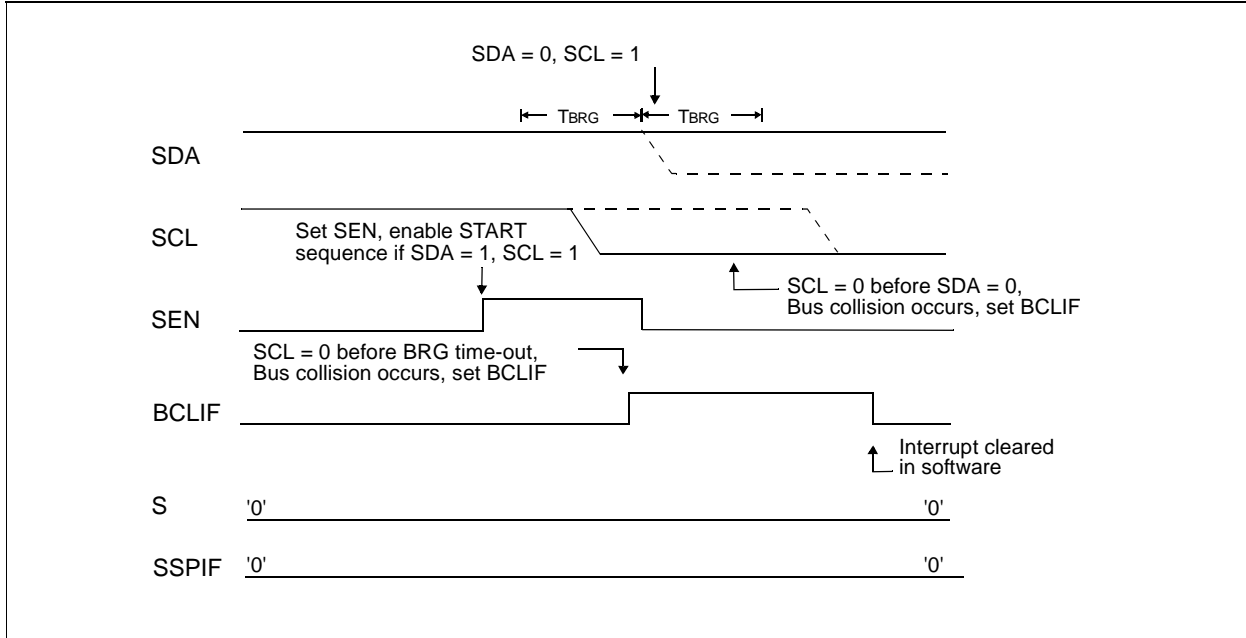 SDA = 0, SCL = 1
TBRG TBRG
SDA
SCL
Set SEN, enable START
sequence if SDA = 1, SCL = 1
SCL = 0 before SDA = 0,
Bus collision occurs, set BCLIF
SEN
SCL = 0 before BRG time-out,
Bus collision occurs, set BCLIF
BCLIF
Interrupt cleared
in software
S '0' '0'
SSPIF '0' '0'